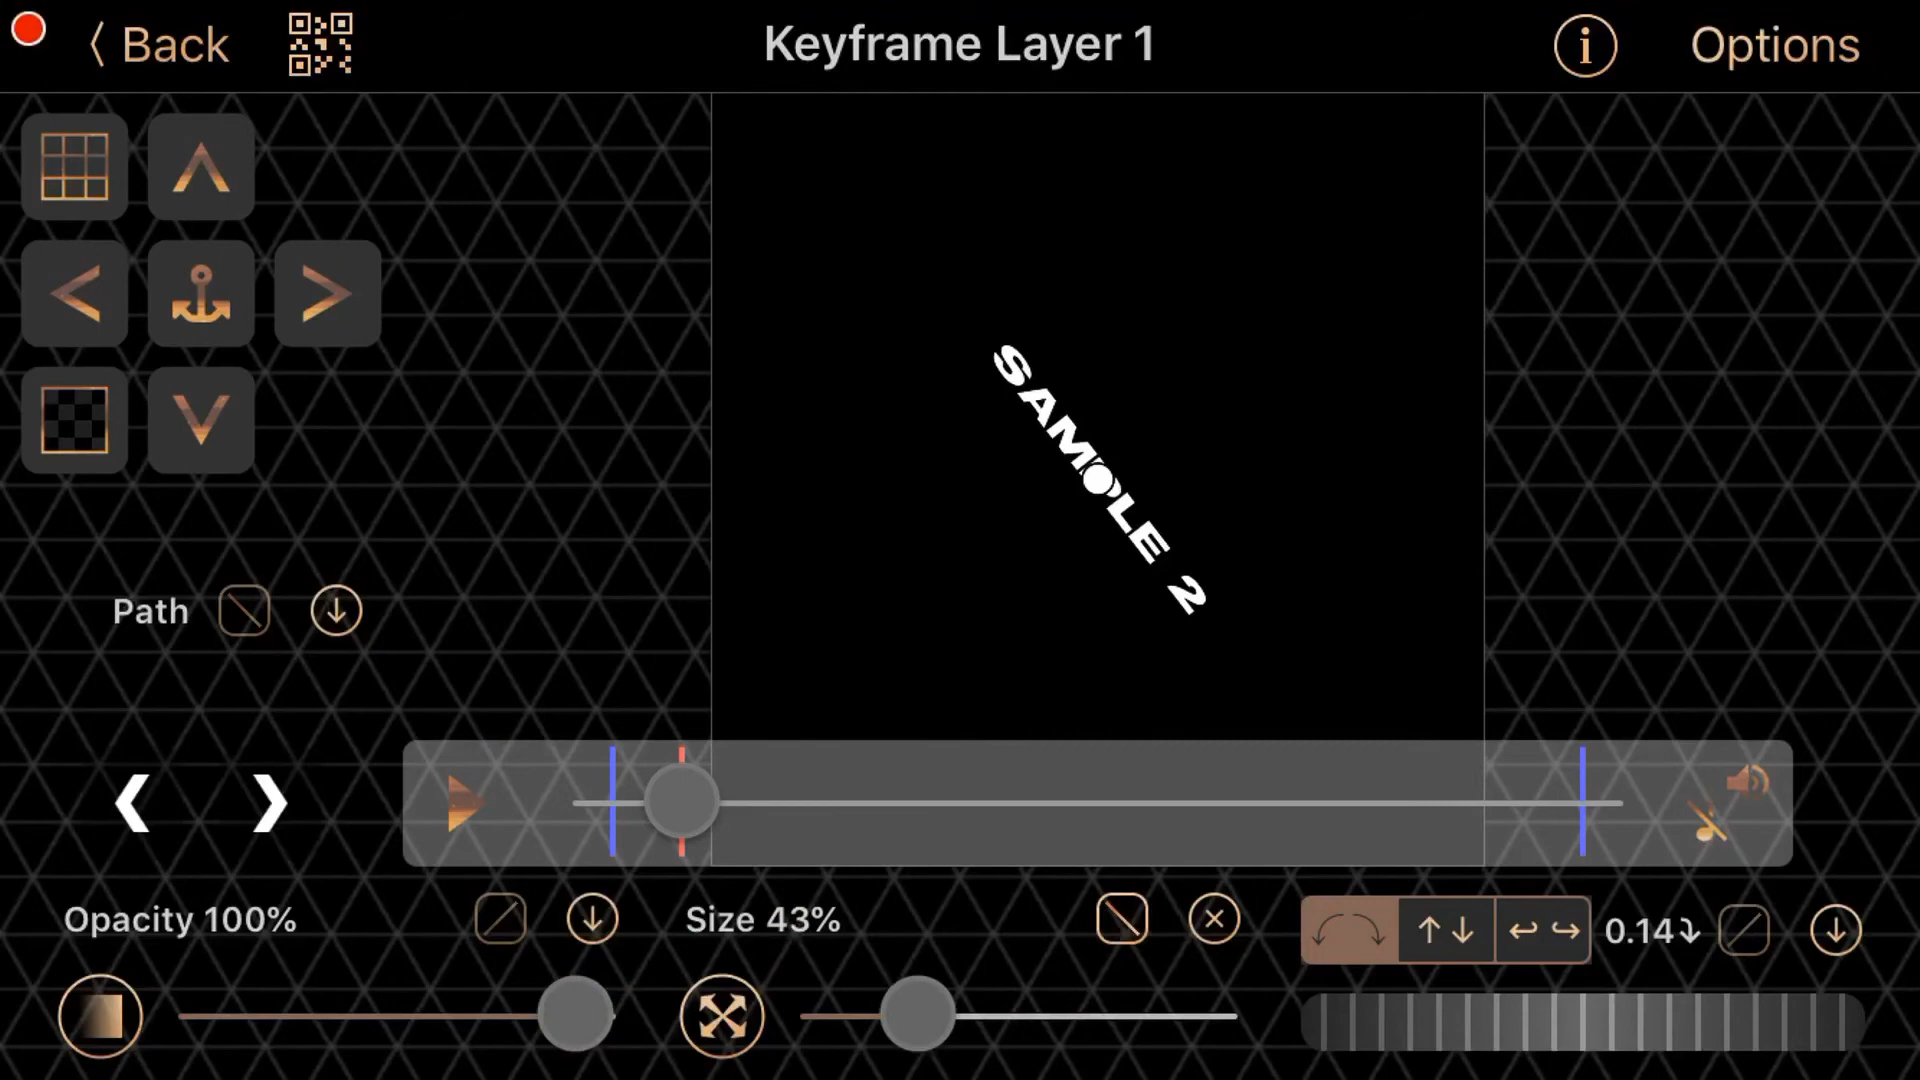 Back
Keyframe Layer 1
Options
SAMPLE 2
Path
Opacity 100%
Size 43%
0.14